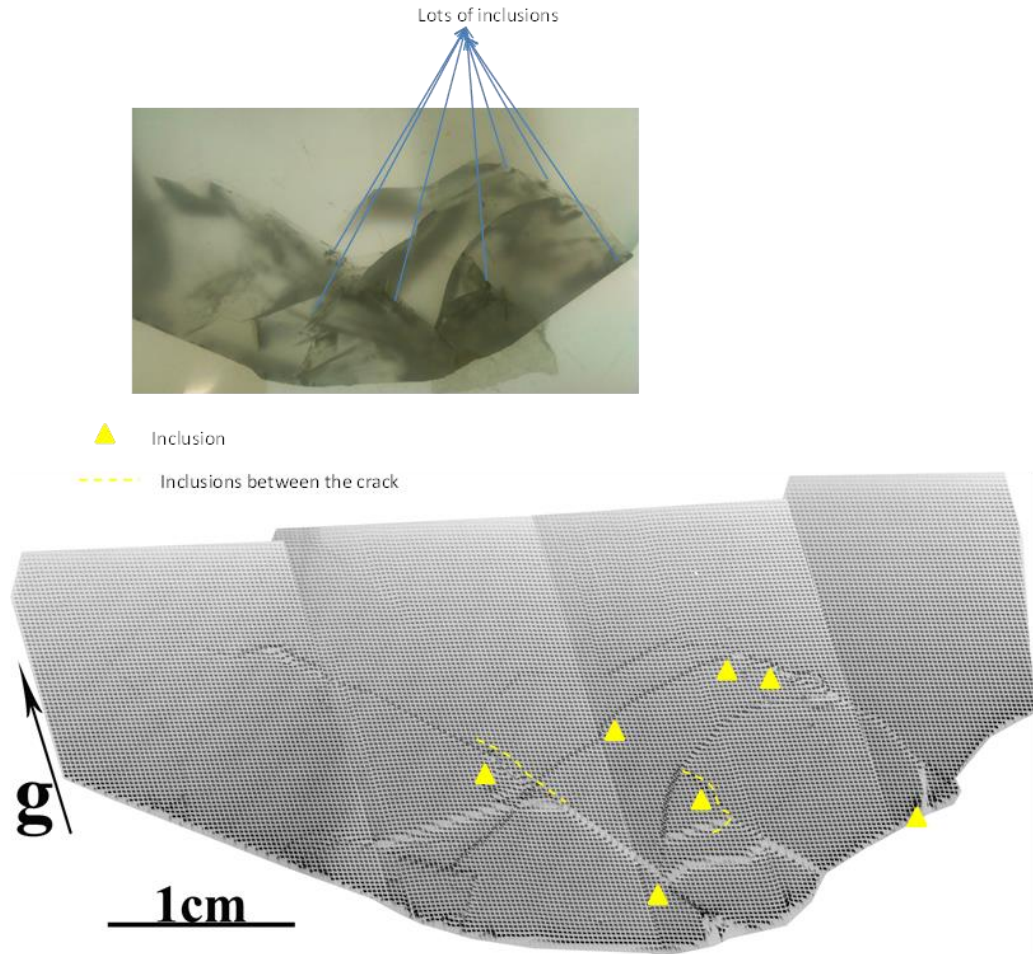 Lots of inclusions
Inclusion
Inclusions between the crack
g
1cm